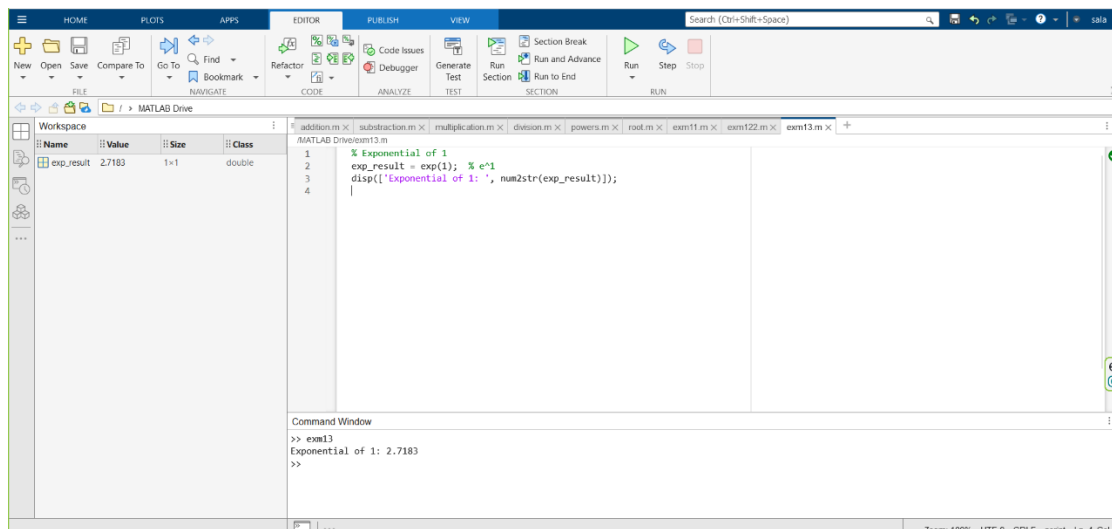 HOME PLOTS APPS EDITOR PUBLISH VIEW Search (Ctrl+Shift+Space) sala
New Open Save Compare To Go To Find Bookmark Refactor Code Issues Debugger Generate Test Run Section Section Break Run and Advance Run to End Run Step Stop
FILE NAVIGATE CODE ANALYZE TEST SECTION RUN
/ › MATLAB Drive
Workspace
Name Value Size Class
exp_result 2.7183 1×1 double
addition.m × substraction.m × multiplication.m × division.m × powers.m × root.m × exm11.m × exm122.m × exm13.m × +
/MATLAB Drive/exm13.m
1 % Exponential of 1
2 exp_result = exp(1); % e^1
3 disp(['Exponential of 1: ', num2str(exp_result)]);
4
Command Window
>> exm13
Exponential of 1: 2.7183
>>